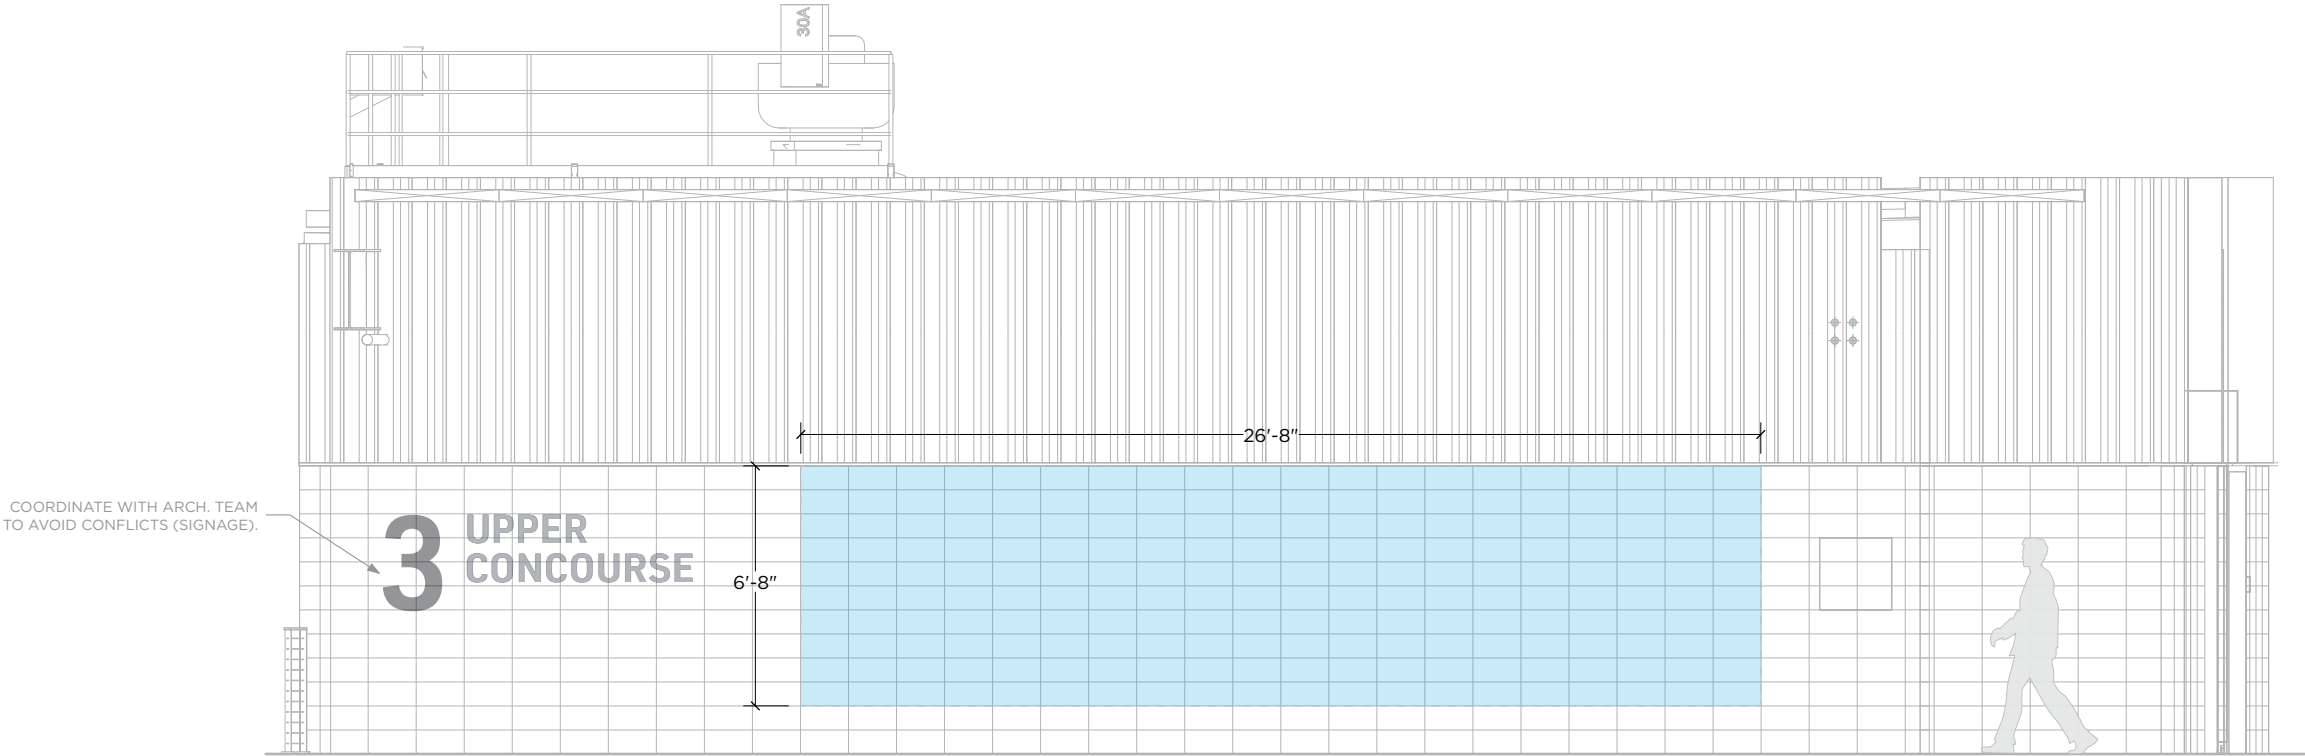 30A
26'-8"
COORDINATE WITH ARCH. TEAM
TO AVOID CONFLICTS (SIGNAGE).
3 UPPER
CONCOURSE
6'-8"